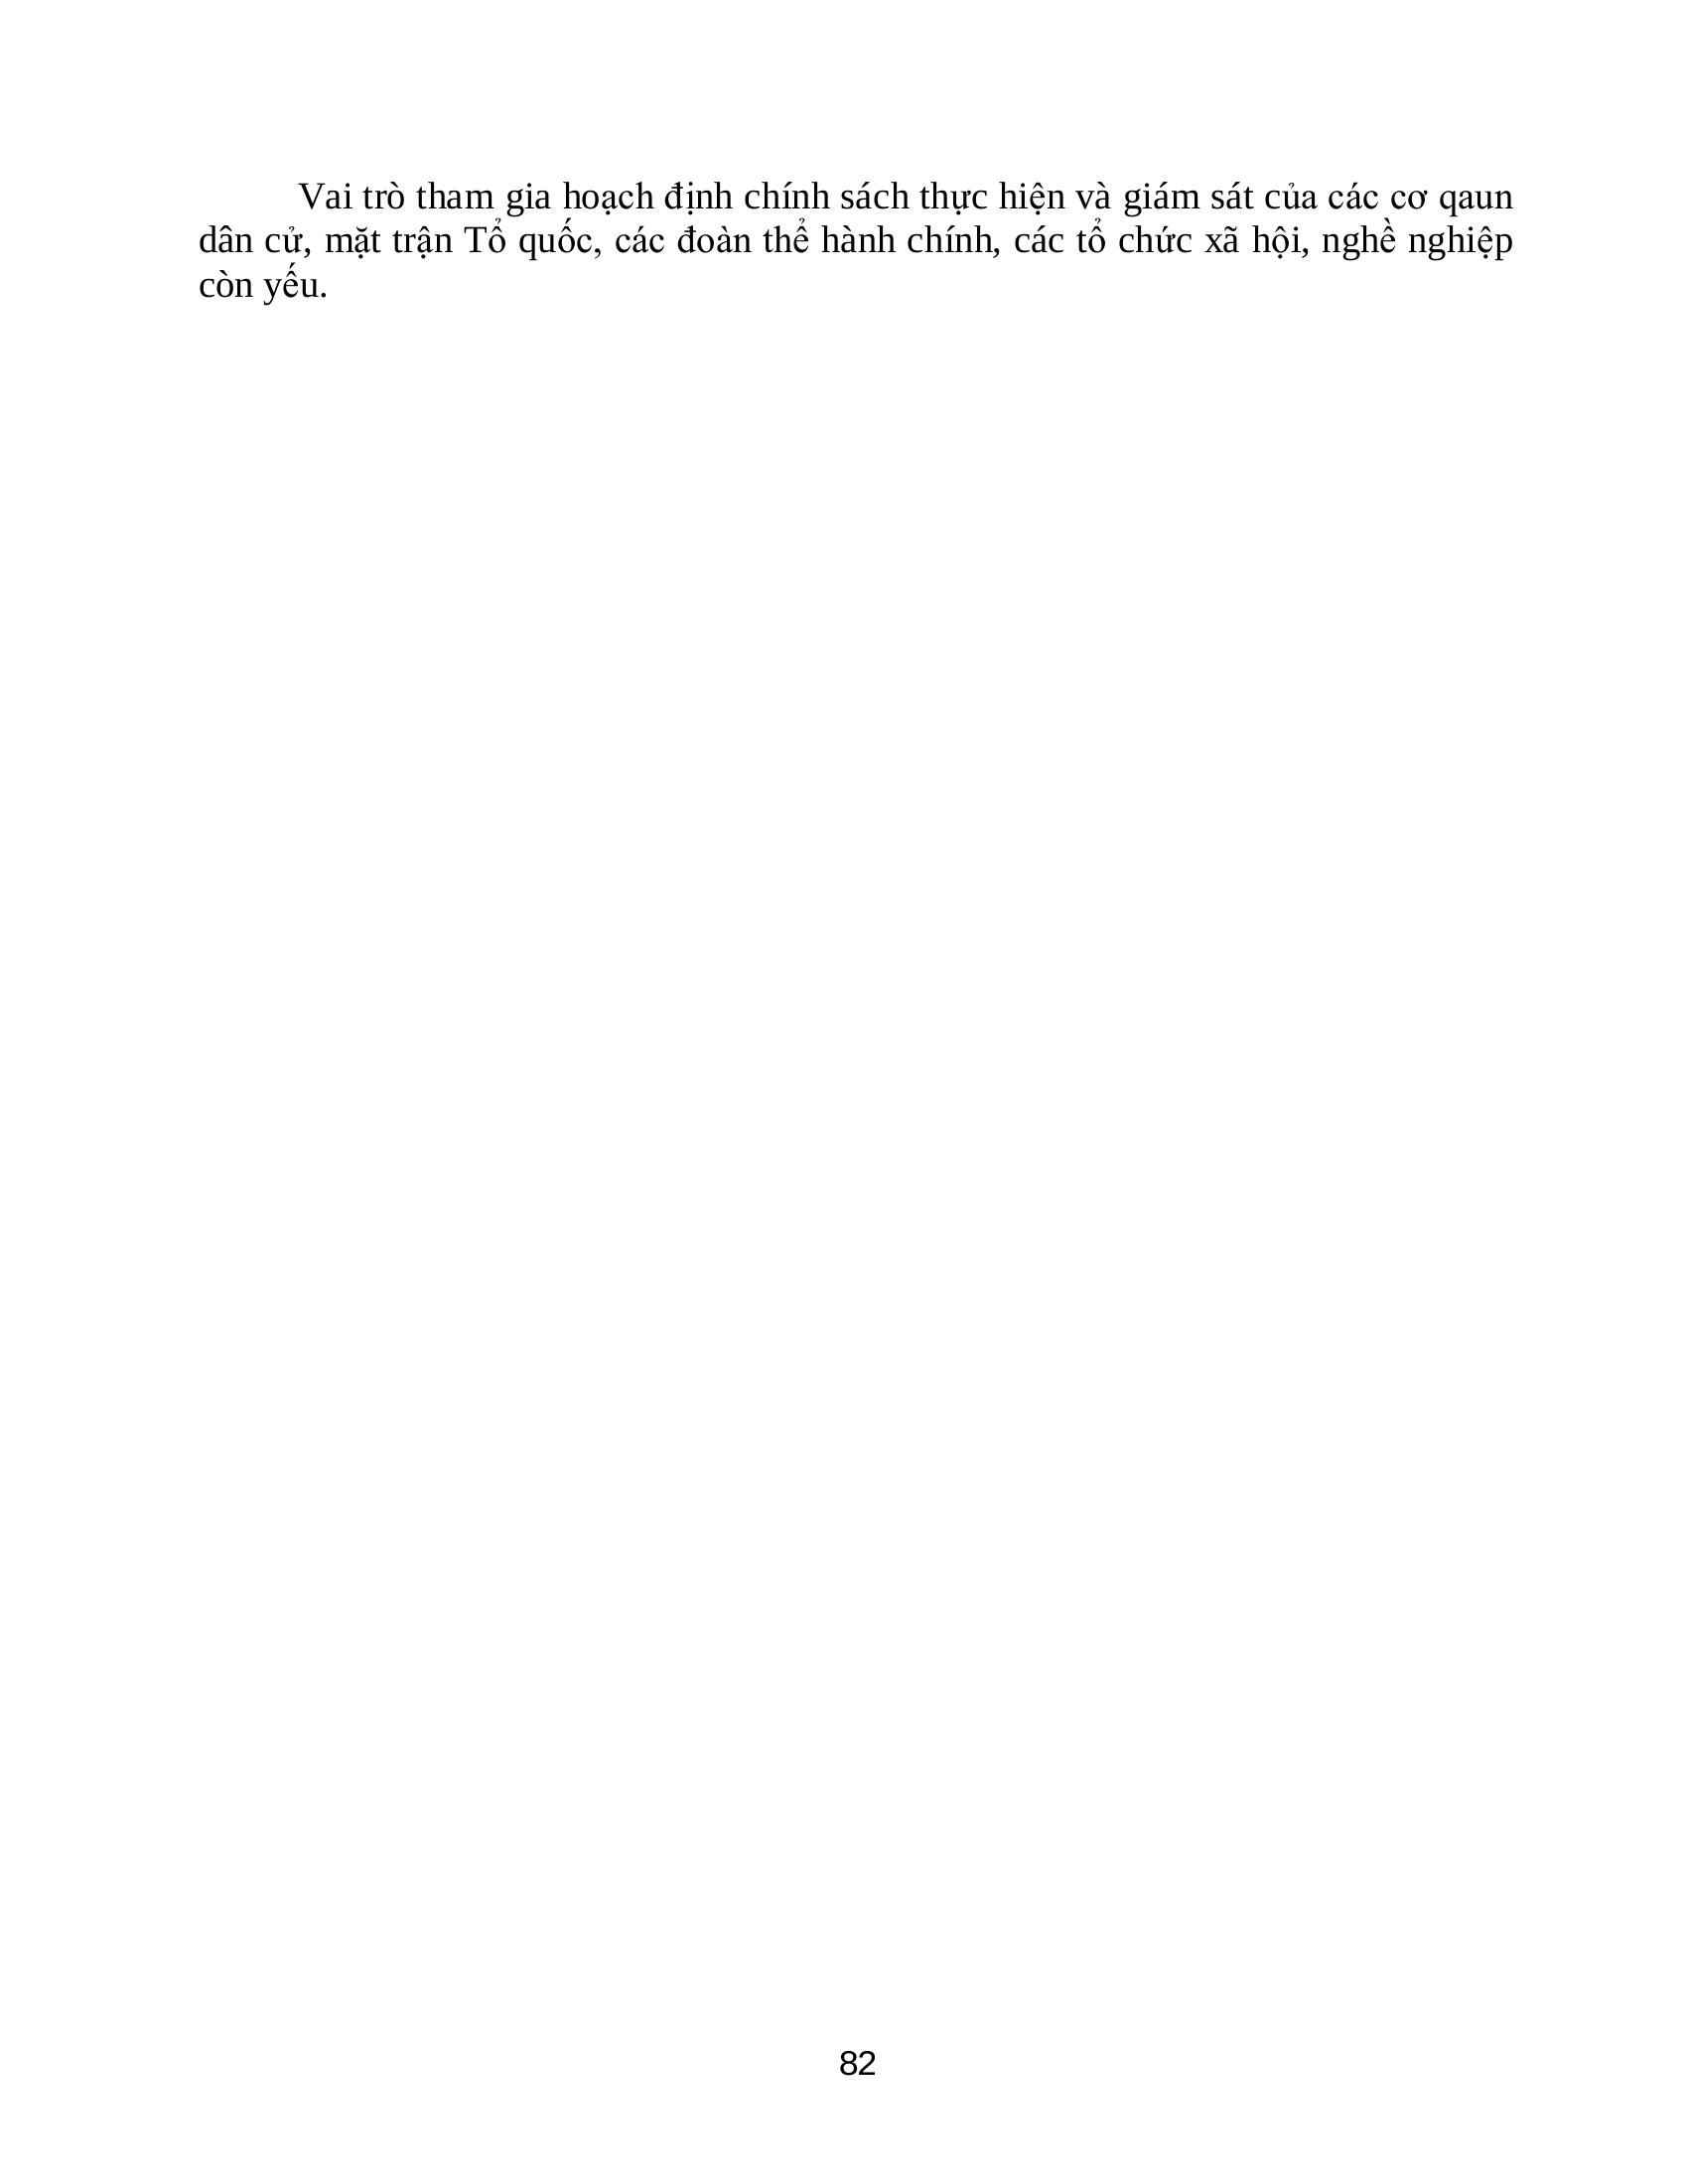 Vai trò tham gia hoạch định chính sách thực hiện và giám sát của các cơ qaun
dân cử, mặt trận Tổ quốc, các đoàn thể hành chính, các tổ chức xã hội, nghề nghiệp
còn yếu.
82